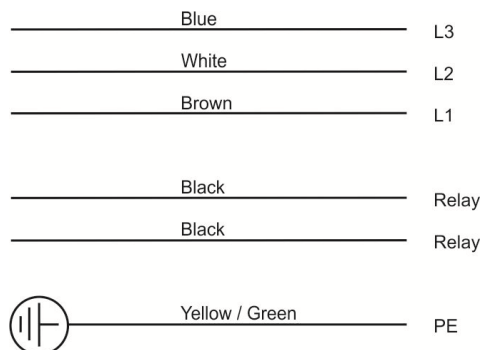 Blue L3
White L2
Brown L1
Black Relay
Black Relay
Yellow / Green PE